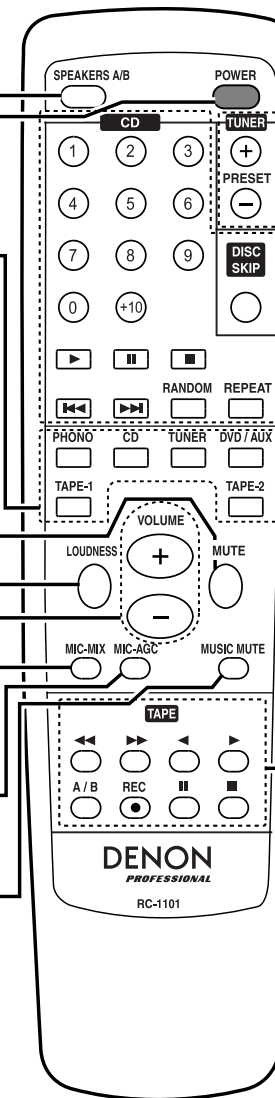 SPEAKERS A/B POWER
CD TUNER
1 2 3 +
PRESET
4 5 6 −
7 8 9 DISC SKIP
0 +10
RANDOM REPEAT
PHONO CD TUNER DVD / AUX
TAPE-1 TAPE-2
VOLUME
LOUDNESS + MUTE
−
MIC-MIX MIC-AGC MUSIC MUTE
TAPE
A / B REC
DENON
PROFESSIONAL
RC-1101